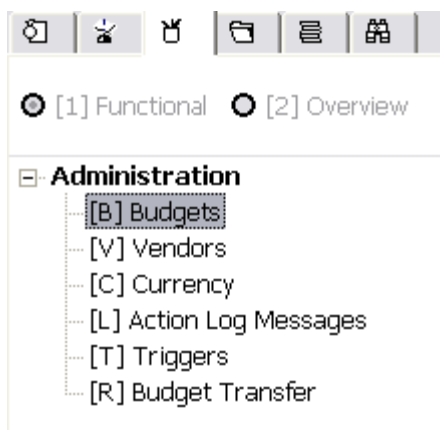 [1] Functional [2] Overview
Administration
[B] Budgets
[V] Vendors
[C] Currency
[L] Action Log Messages
[T] Triggers
[R] Budget Transfer